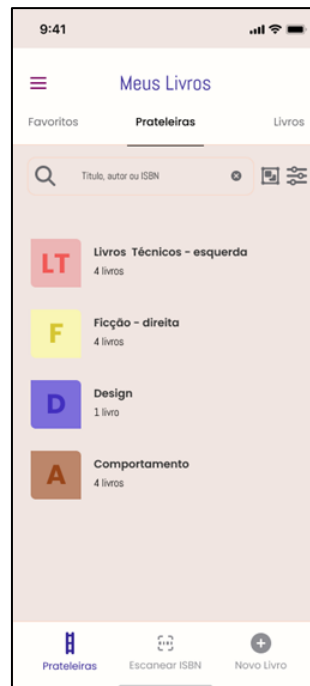 9:41
Meus Livros
Favoritos Prateleiras Livros
Titulo, autor ou ISBN
LT
Livros Técnicos - esquerda
4 livros
F
Ficção - direita
4 livros
D
Design
1 livro
A
Comportamento
4 livros
Prateleiras Escanear ISBN Novo Livro